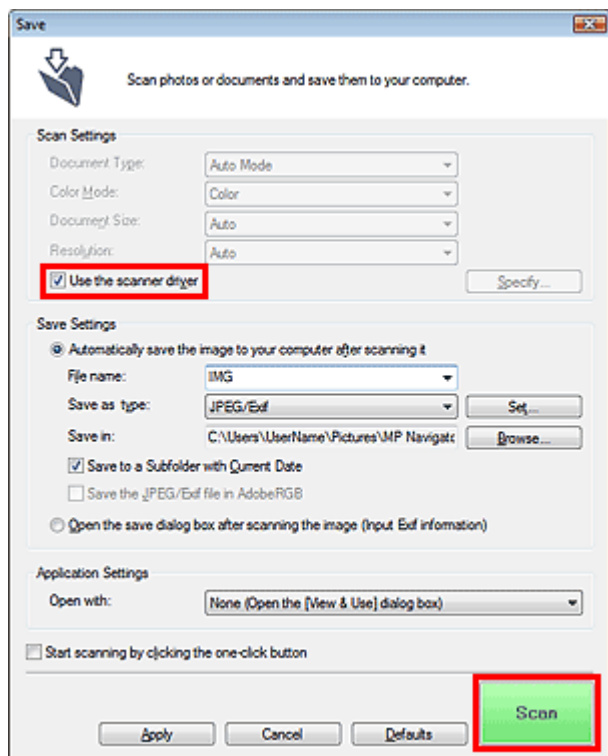 Save
Scan photos or documents and save them to your computer.
Scan Settings
Document Type: Auto Mode
Color Mode: Color
Document Size: Auto
Resolution: Auto
Use the scanner driver Specify...
Save Settings
Automatically save the image to your computer after scanning it
File name: IMG
Save as type: JPEG/Exif Set...
Save in: C:\Users\UserName\Pictures\MP Navigato Browse...
Save to a Subfolder with Current Date
Save the JPEG/Exif file in AdobeRGB
Open the save dialog box after scanning the image (Input Exif information)
Application Settings
Open with: None (Open the [View & Use] dialog box)
Start scanning by clicking the one-click button
Scan
Apply Cancel Defaults